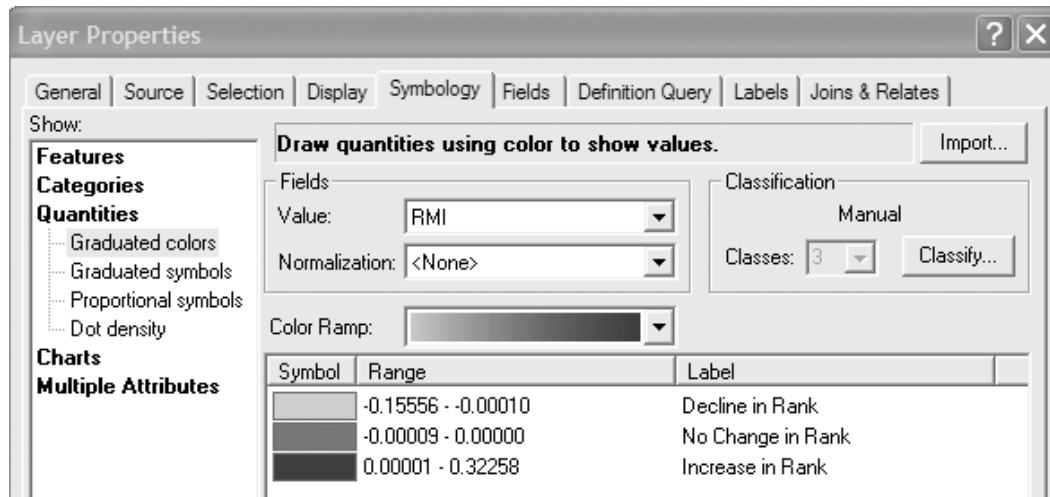 Layer Properties
General Source Selection Display Symbology Fields Definition Query Labels Joins & Relates
Show:
Features
Categories
Quantities
Graduated colors
Graduated symbols
Proportional symbols
Dot density
Charts
Multiple Attributes
Draw quantities using color to show values.
Import...
Fields
Value: RMI
Normalization: <None>
Classification
Manual
Classes: 3
Classify...
Color Ramp:
Symbol Range Label
-0.15556 - -0.00010 Decline in Rank
-0.00009 - 0.00000 No Change in Rank
0.00001 - 0.32258 Increase in Rank